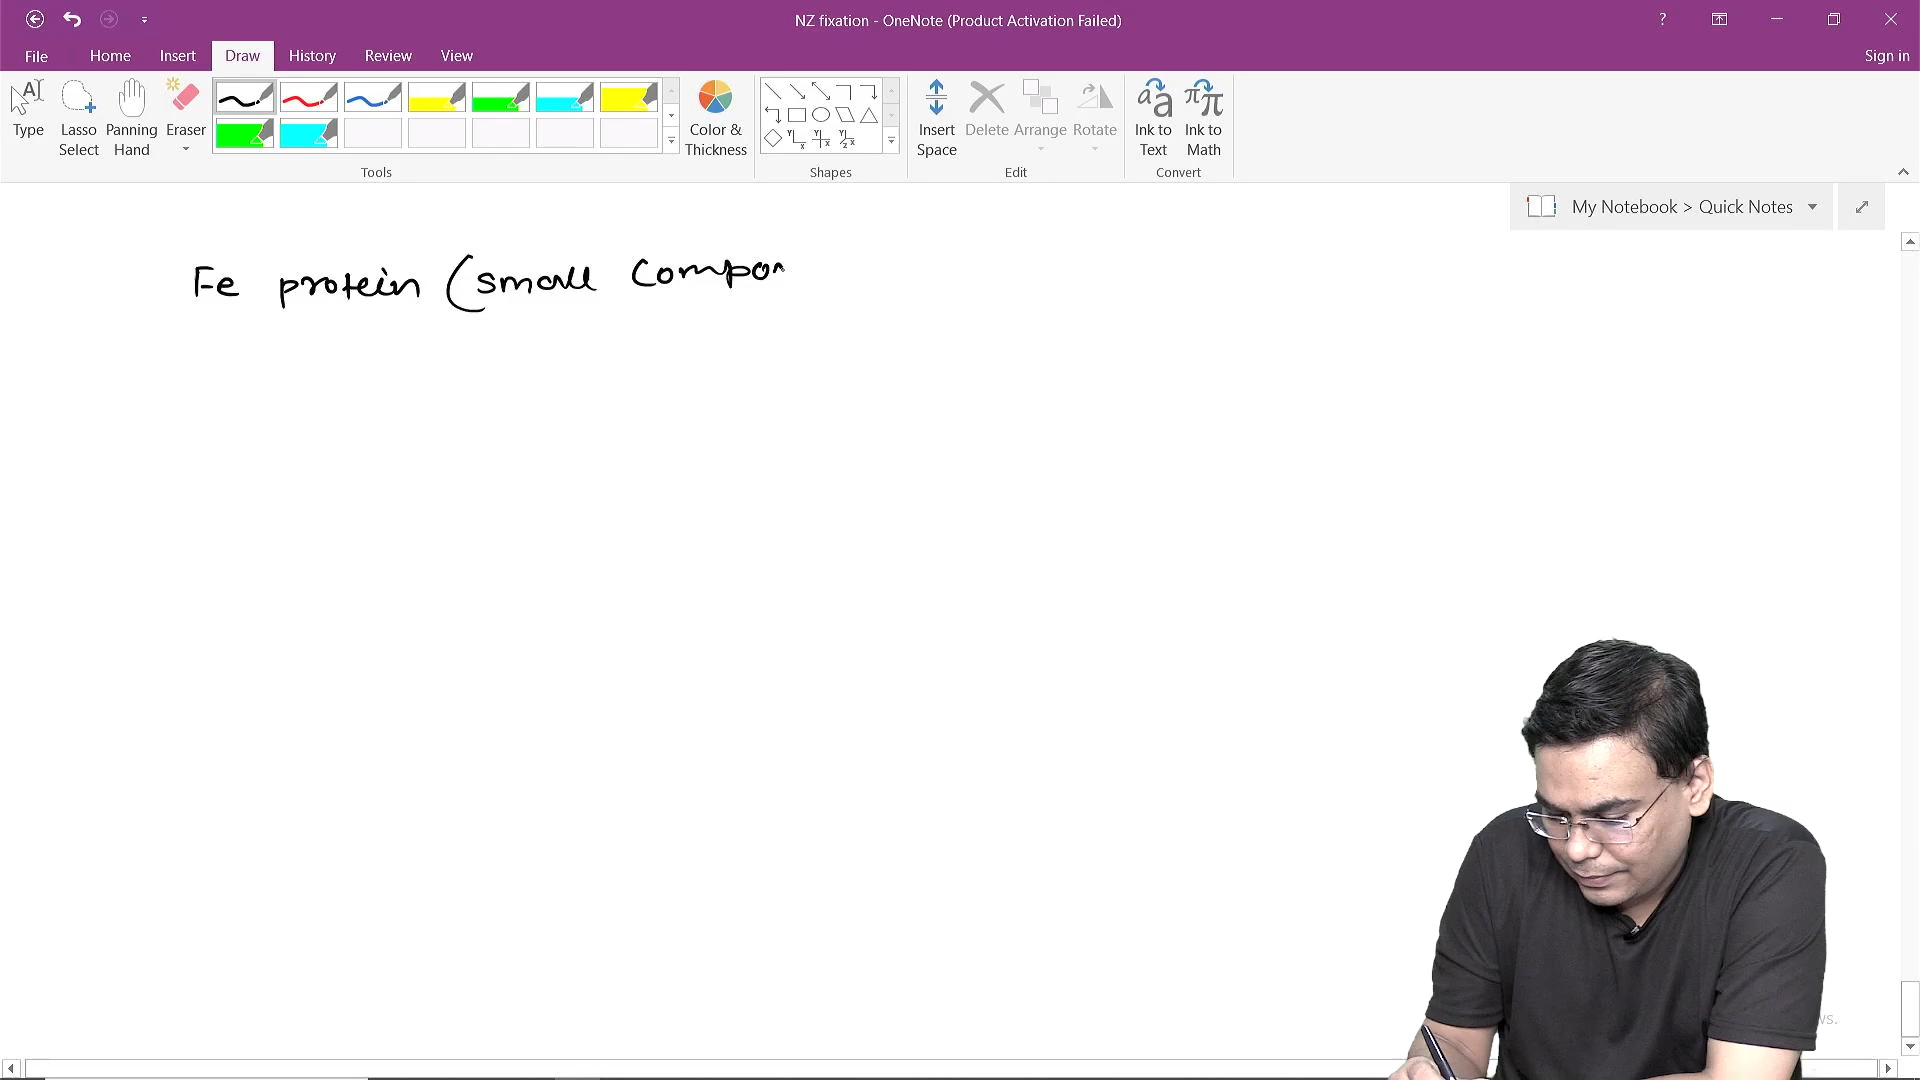 NZ fixation - OneNote (Product Activation Failed)
?
File Home Insert Draw History Review View
Sign in
Type
Lasso Select
Panning Hand
Eraser
Color & Thickness
Insert Space
Delete
Arrange
Rotate
Ink to Text
Ink to Math
Tools
Shapes
Edit
Convert
My Notebook > Quick Notes
Fe protein (small compon